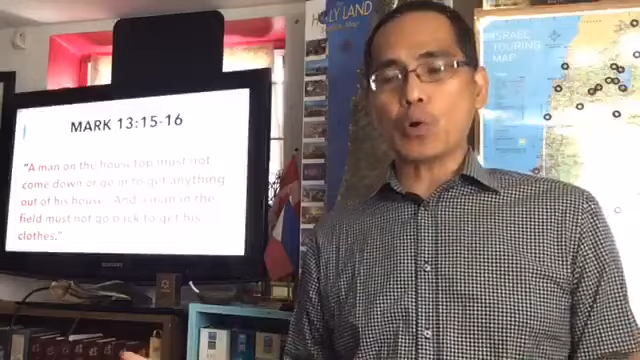 HOLY LAND
ISRAEL
TOURING
MAP
MARK 13:15-16
"A man on the house top must not
come down or go in to get anything
out of his house. And a man in the
field must not go back to get his
clothes."
SAMSUNG